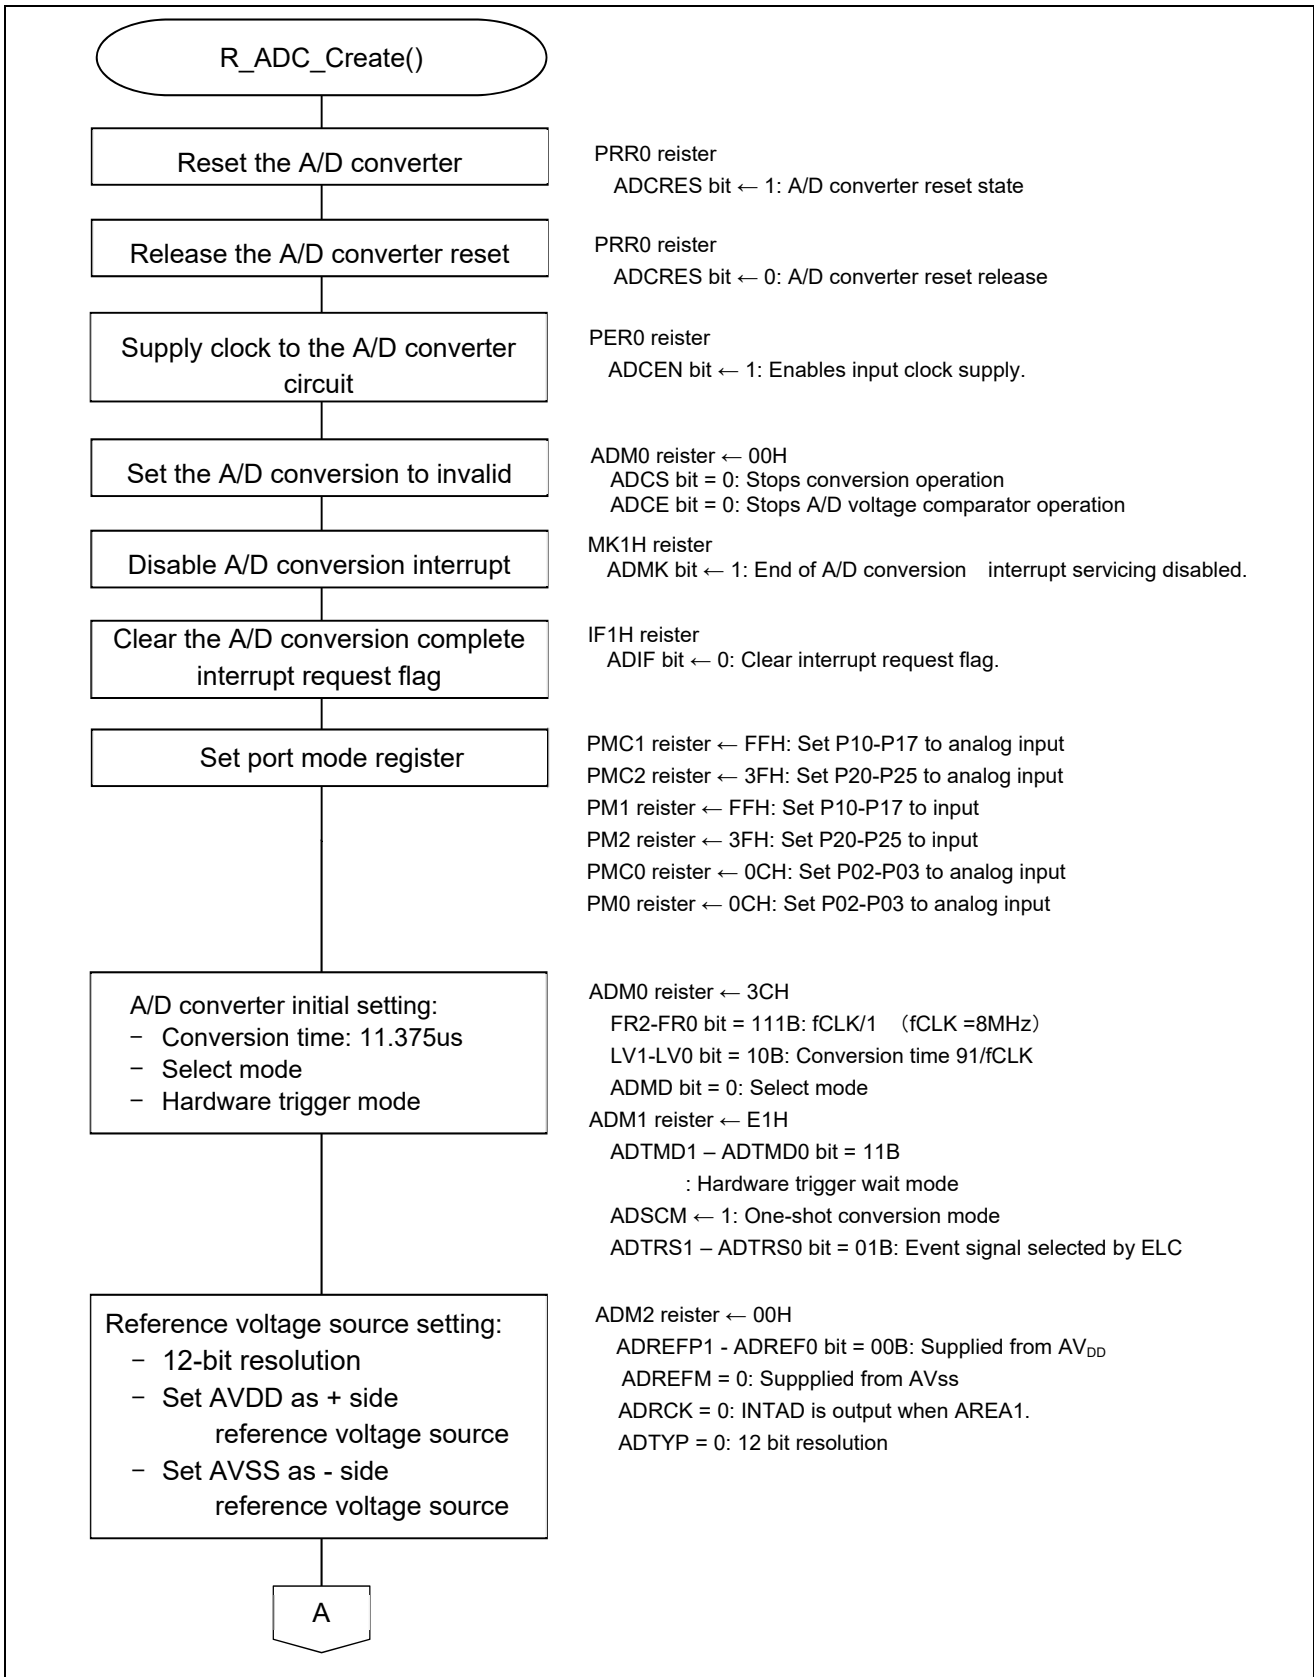 R_ADC_Create()
Reset the A/D converter
PRR0 reister
ADCRES bit ← 1: A/D converter reset state
Release the A/D converter reset
PRR0 reister
ADCRES bit ← 0: A/D converter reset release
Supply clock to the A/D converter
circuit
PER0 reister
ADCEN bit ← 1: Enables input clock supply.
Set the A/D conversion to invalid
ADM0 reister ← 00H
ADCS bit = 0: Stops conversion operation
ADCE bit = 0: Stops A/D voltage comparator operation
Disable A/D conversion interrupt
MK1H reister
ADMK bit ← 1: End of A/D conversion   interrupt servicing disabled.
Clear the A/D conversion complete
interrupt request flag
IF1H reister
ADIF bit ← 0: Clear interrupt request flag.
Set port mode register
PMC1 reister ← FFH: Set P10-P17 to analog input
PMC2 reister ← 3FH: Set P20-P25 to analog input
PM1 reister ← FFH: Set P10-P17 to input
PM2 reister ← 3FH: Set P20-P25 to input
PMC0 reister ← 0CH: Set P02-P03 to analog input
PM0 reister ← 0CH: Set P02-P03 to analog input
A/D converter initial setting:
− Conversion time: 11.375us
− Select mode
− Hardware trigger mode
ADM0 reister ← 3CH
FR2-FR0 bit = 111B: fCLK/1 （fCLK =8MHz）
LV1-LV0 bit = 10B: Conversion time 91/fCLK
ADMD bit = 0: Select mode
ADM1 reister ← E1H
ADTMD1 – ADTMD0 bit = 11B
: Hardware trigger wait mode
ADSCM ← 1: One-shot conversion mode
ADTRS1 – ADTRS0 bit = 01B: Event signal selected by ELC
Reference voltage source setting:
− 12-bit resolution
− Set AVDD as + side
reference voltage source
− Set AVSS as - side
reference voltage source
ADM2 reister ← 00H
ADREFP1 - ADREF0 bit = 00B: Supplied from AVDD
ADREFM = 0: Suppplied from AVss
ADRCK = 0: INTAD is output when AREA1.
ADTYP = 0: 12 bit resolution
A